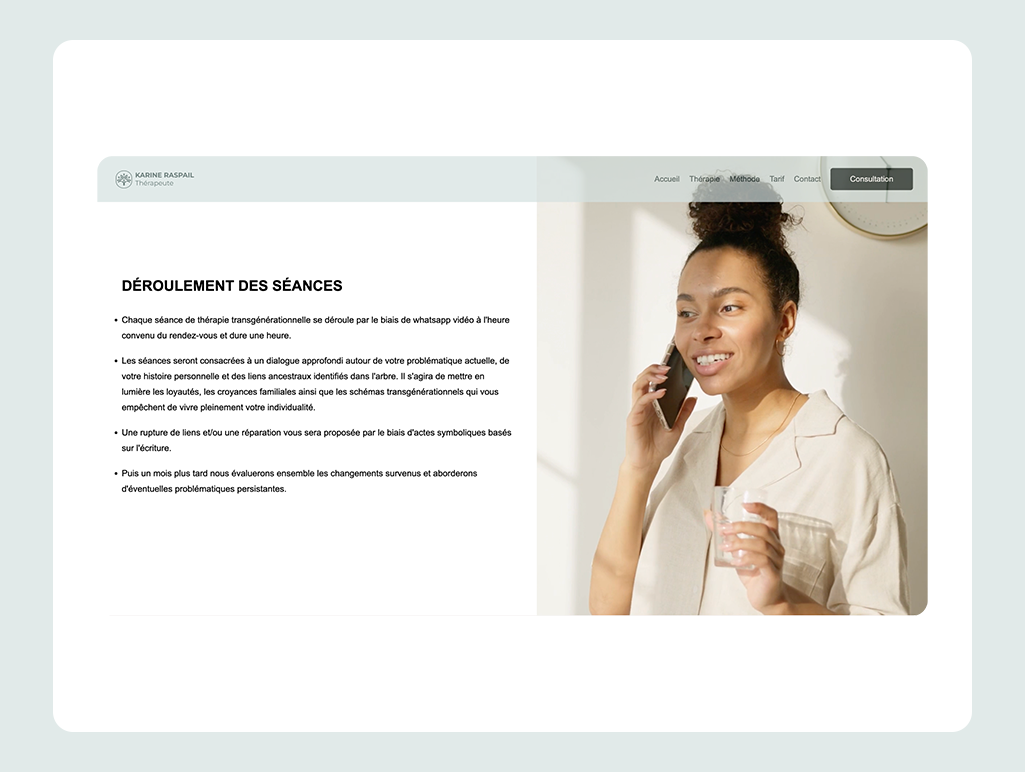 KARINE RASPAIL
Thérapeute
Accueil Thérapie Méthode Tarif Contact Consultation
DÉROULEMENT DES SÉANCES
• Chaque séance de thérapie transgénérationnelle se déroule par le biais de whatsapp vidéo à l'heure
convenu du rendez-vous et dure une heure.
• Les séances seront consacrées à un dialogue approfondi autour de votre problématique actuelle, de
votre histoire personnelle et des liens ancestraux identifiés dans l'arbre. Il s'agira de mettre en
lumière les loyautés, les croyances familiales ainsi que les schémas transgénérationnels qui vous
empêchent de vivre pleinement votre individualité.
• Une rupture de liens et/ou une réparation vous sera proposée par le biais d'actes symboliques basés
sur l'écriture.
• Puis un mois plus tard nous évaluerons ensemble les changements survenus et aborderons
d'éventuelles problématiques persistantes.